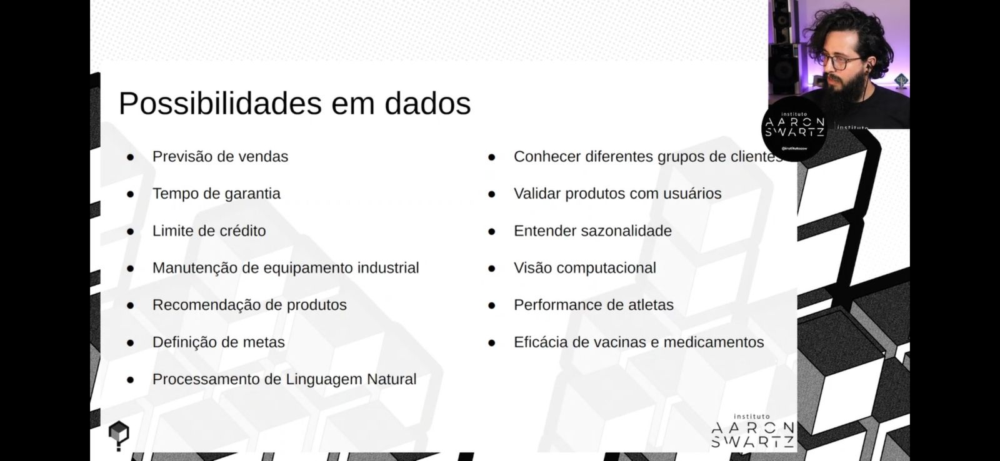 Possibilidades em dados
● Previsão de vendas
● Tempo de garantia
● Limite de crédito
● Manutenção de equipamento industrial
● Recomendação de produtos
● Definição de metas
● Processamento de Linguagem Natural
● Conhecer diferentes grupos de clientes
● Validar produtos com usuários
● Entender sazonalidade
● Visão computacional
● Performance de atletas
● Eficácia de vacinas e medicamentos
instituto
AARON
SWARTZ
@institutoasw
instituto
instituto
AARON
SWARTZ